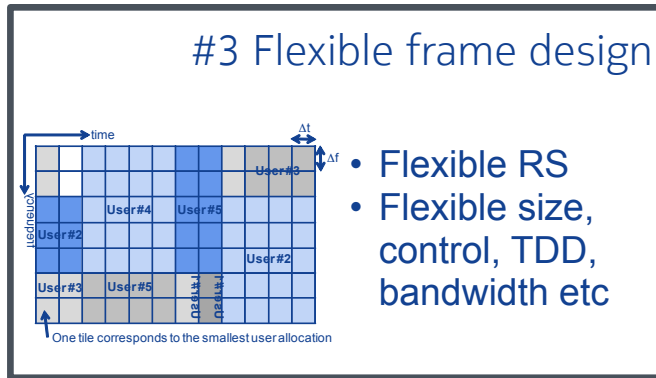 #3 Flexible frame design
time
Δt
Δf
frequency
User#3
User#4
User#5
User#2
User#2
User#3
User#5
User#1
User#1
One tile corresponds to the smallest user allocation
• Flexible RS
• Flexible size,
control, TDD,
bandwidth etc